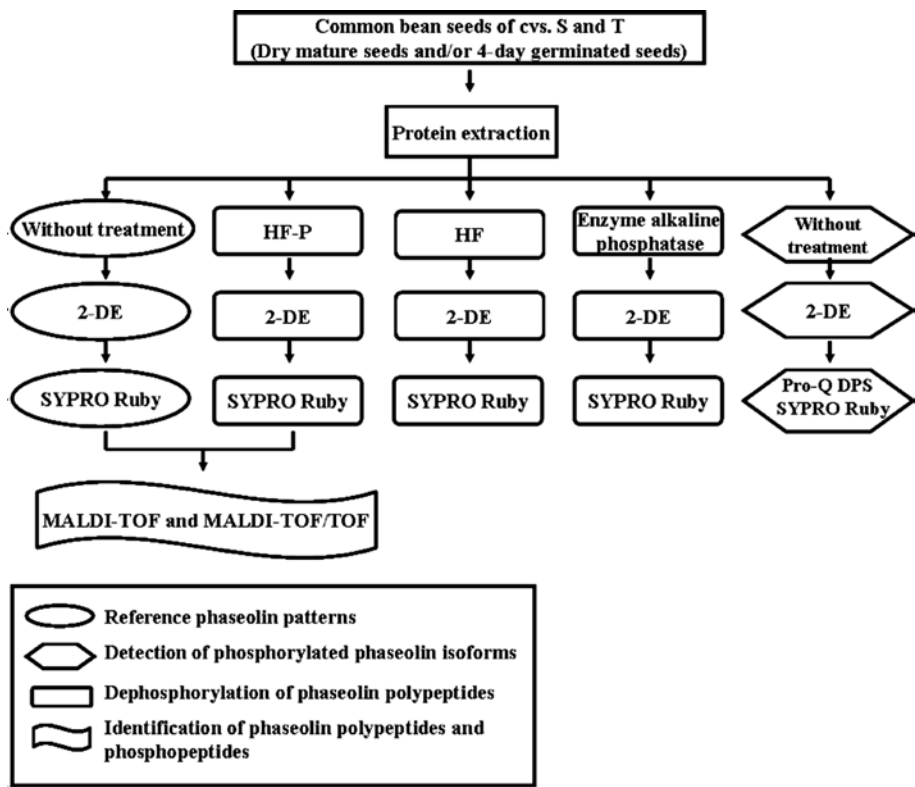 Common bean seeds of cvs. S and T
(Dry mature seeds and/or 4-day germinated seeds)
Protein extraction
Without treatment
HF-P
HF
Enzyme alkaline
phosphatase
Without
treatment
2-DE
2-DE
2-DE
2-DE
2-DE
SYPRO Ruby
SYPRO Ruby
SYPRO Ruby
SYPRO Ruby
Pro-Q DPS
SYPRO Ruby
MALDI-TOF and MALDI-TOF/TOF
Reference phaseolin patterns
Detection of phosphorylated phaseolin isoforms
Dephosphorylation of phaseolin polypeptides
Identification of phaseolin polypeptides and
phosphopeptides